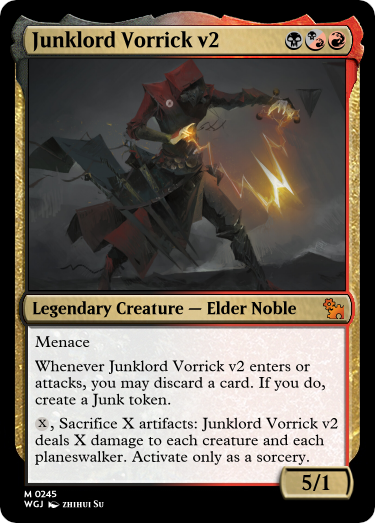 Junklord Vorrick v2
Legendary Creature — Elder Noble
Menace
Whenever Junklord Vorrick v2 enters or
attacks, you may discard a card. If you do,
create a Junk token.
X, Sacrifice X artifacts: Junklord Vorrick v2
deals X damage to each creature and each
planeswalker. Activate only as a sorcery.
5/1
M 0245
WGJ ZHIHUI SU